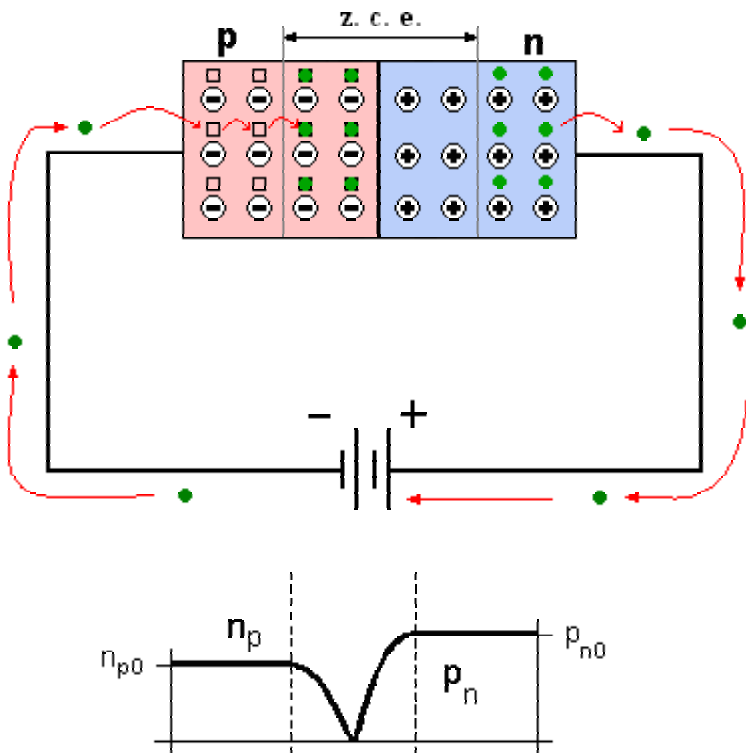 z. c. e.
p n
− +
n_p
n_p0 p_n0
p_n